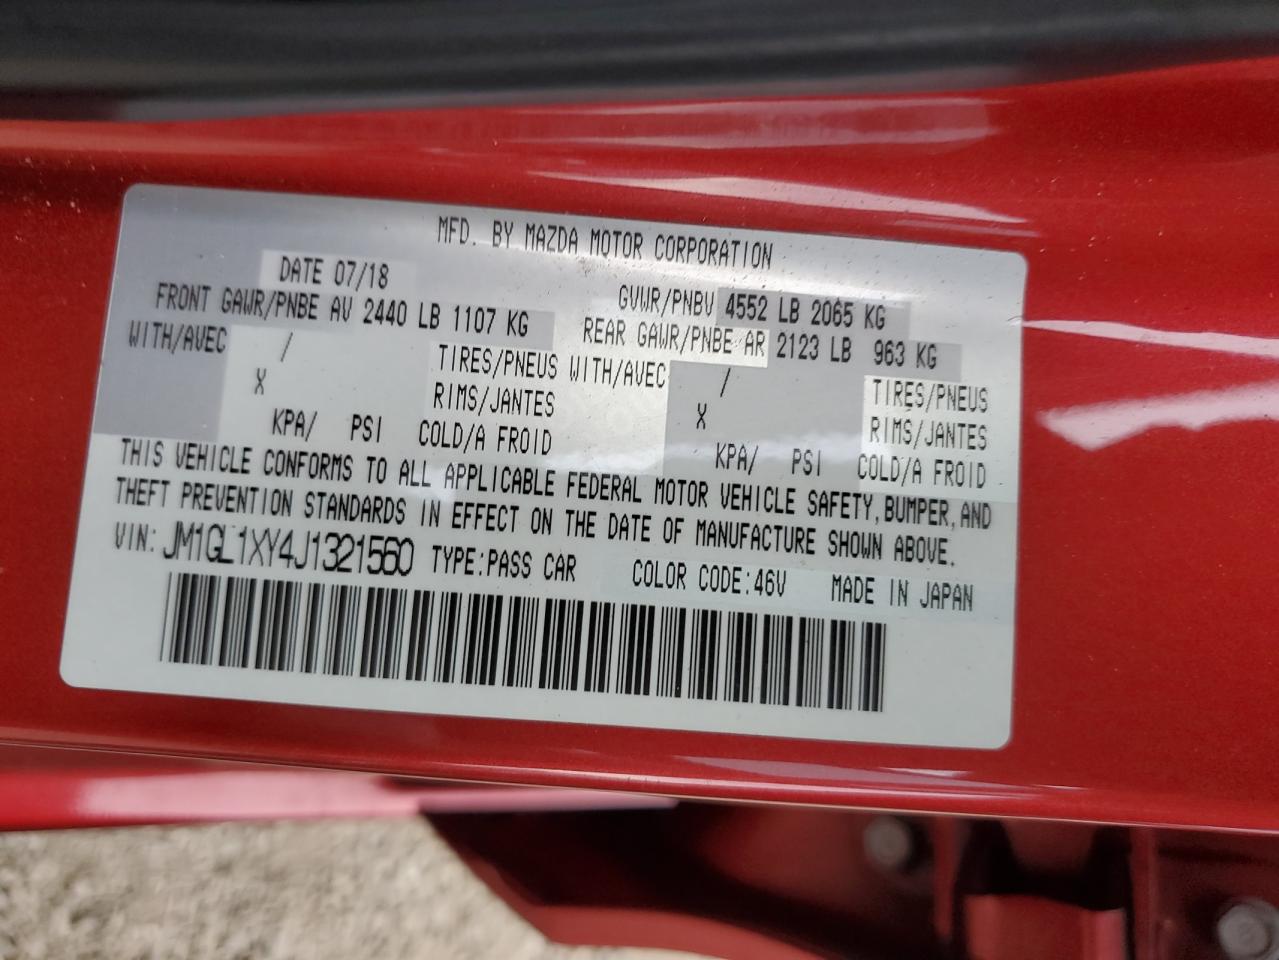 MFD. BY MAZDA MOTOR CORPORATION
DATE 07/18 GVWR/PNBV 4552 LB 2065 KG
FRONT GAWR/PNBE AV 2440 LB 1107 KG REAR GAWR/PNBE AR 2123 LB 963 KG
WITH/AVEC / TIRES/PNEUS WITH/AVEC / TIRES/PNEUS
X RIMS/JANTES X RIMS/JANTES
KPA/ PSI COLD/A FROID KPA/ PSI COLD/A FROID
THIS VEHICLE CONFORMS TO ALL APPLICABLE FEDERAL MOTOR VEHICLE SAFETY, BUMPER, AND
THEFT PREVENTION STANDARDS IN EFFECT ON THE DATE OF MANUFACTURE SHOWN ABOVE.
VIN: JM1GL1XY4J1321560 TYPE:PASS CAR COLOR CODE:46V MADE IN JAPAN